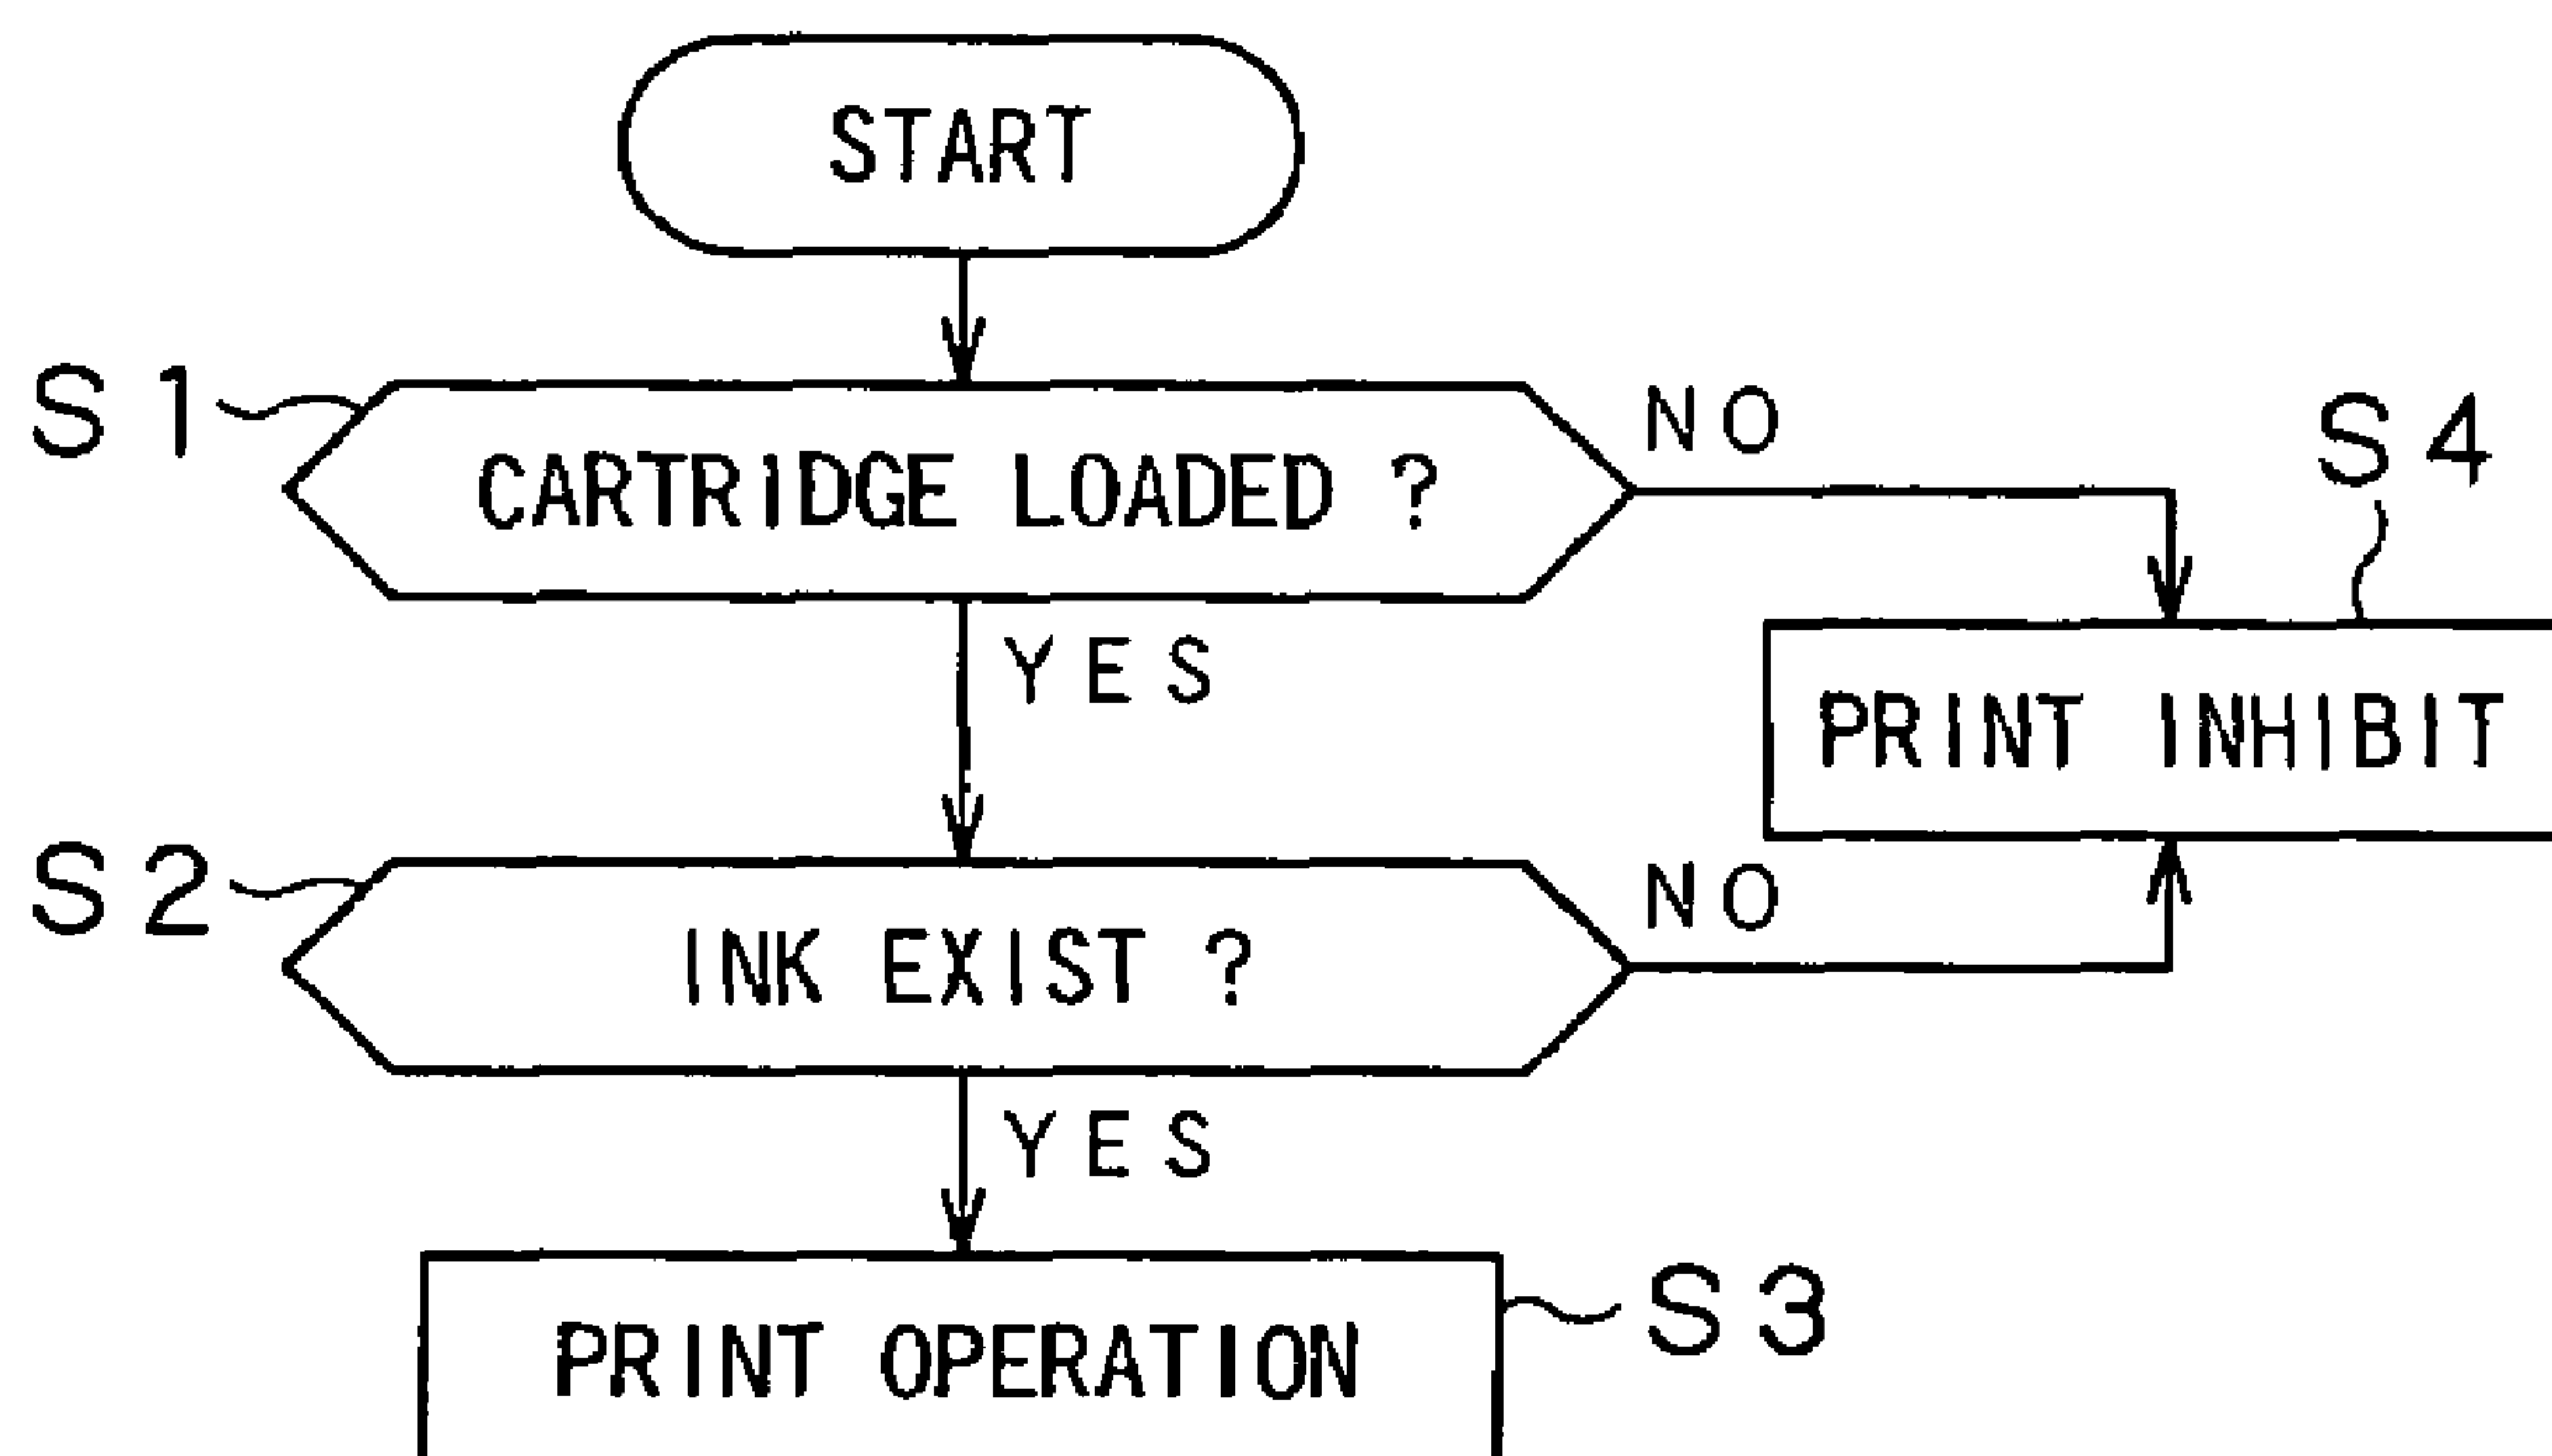 START
S1
CARTRIDGE LOADED ?
NO
S4
YES
PRINT INHIBIT
S2
INK EXIST ?
NO
YES
PRINT OPERATION
S3